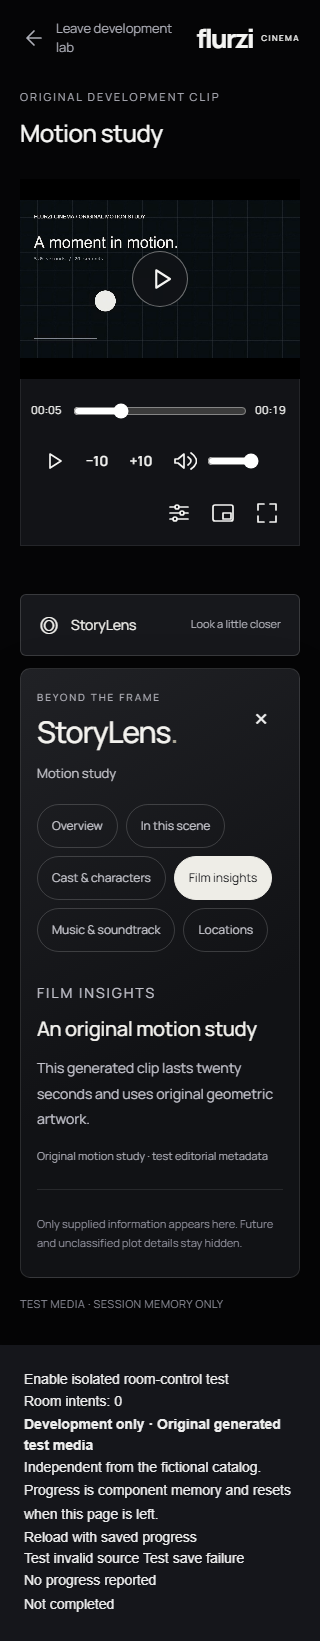 Leave development
lab
flurzi CINEMA
ORIGINAL DEVELOPMENT CLIP
Motion study
FLURZI CINEMA / ORIGINAL MOTION STUDY
A moment in motion.
00:05
00:19
−10
+10
StoryLens
Look a little closer
BEYOND THE FRAME
StoryLens.
Motion study
Overview
In this scene
Cast & characters
Film insights
Music & soundtrack
Locations
FILM INSIGHTS
An original motion study
This generated clip lasts twenty
seconds and uses original geometric
artwork.
Original motion study · test editorial metadata
Only supplied information appears here. Future
and unclassified plot details stay hidden.
TEST MEDIA · SESSION MEMORY ONLY
Enable isolated room-control test
Room intents: 0
Development only · Original generated
test media
Independent from the fictional catalog.
Progress is component memory and resets
when this page is left.
Reload with saved progress
Test invalid source Test save failure
No progress reported
Not completed